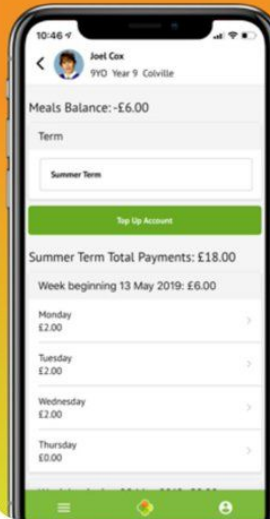 10:46
Joel Cox
9YO Year 9 Colville
Meals Balance: -£6.00
Term
Summer Term
Top Up Account
Summer Term Total Payments: £18.00
Week beginning 13 May 2019: £6.00
Monday
£2.00
Tuesday
£2.00
Wednesday
£2.00
Thursday
£0.00